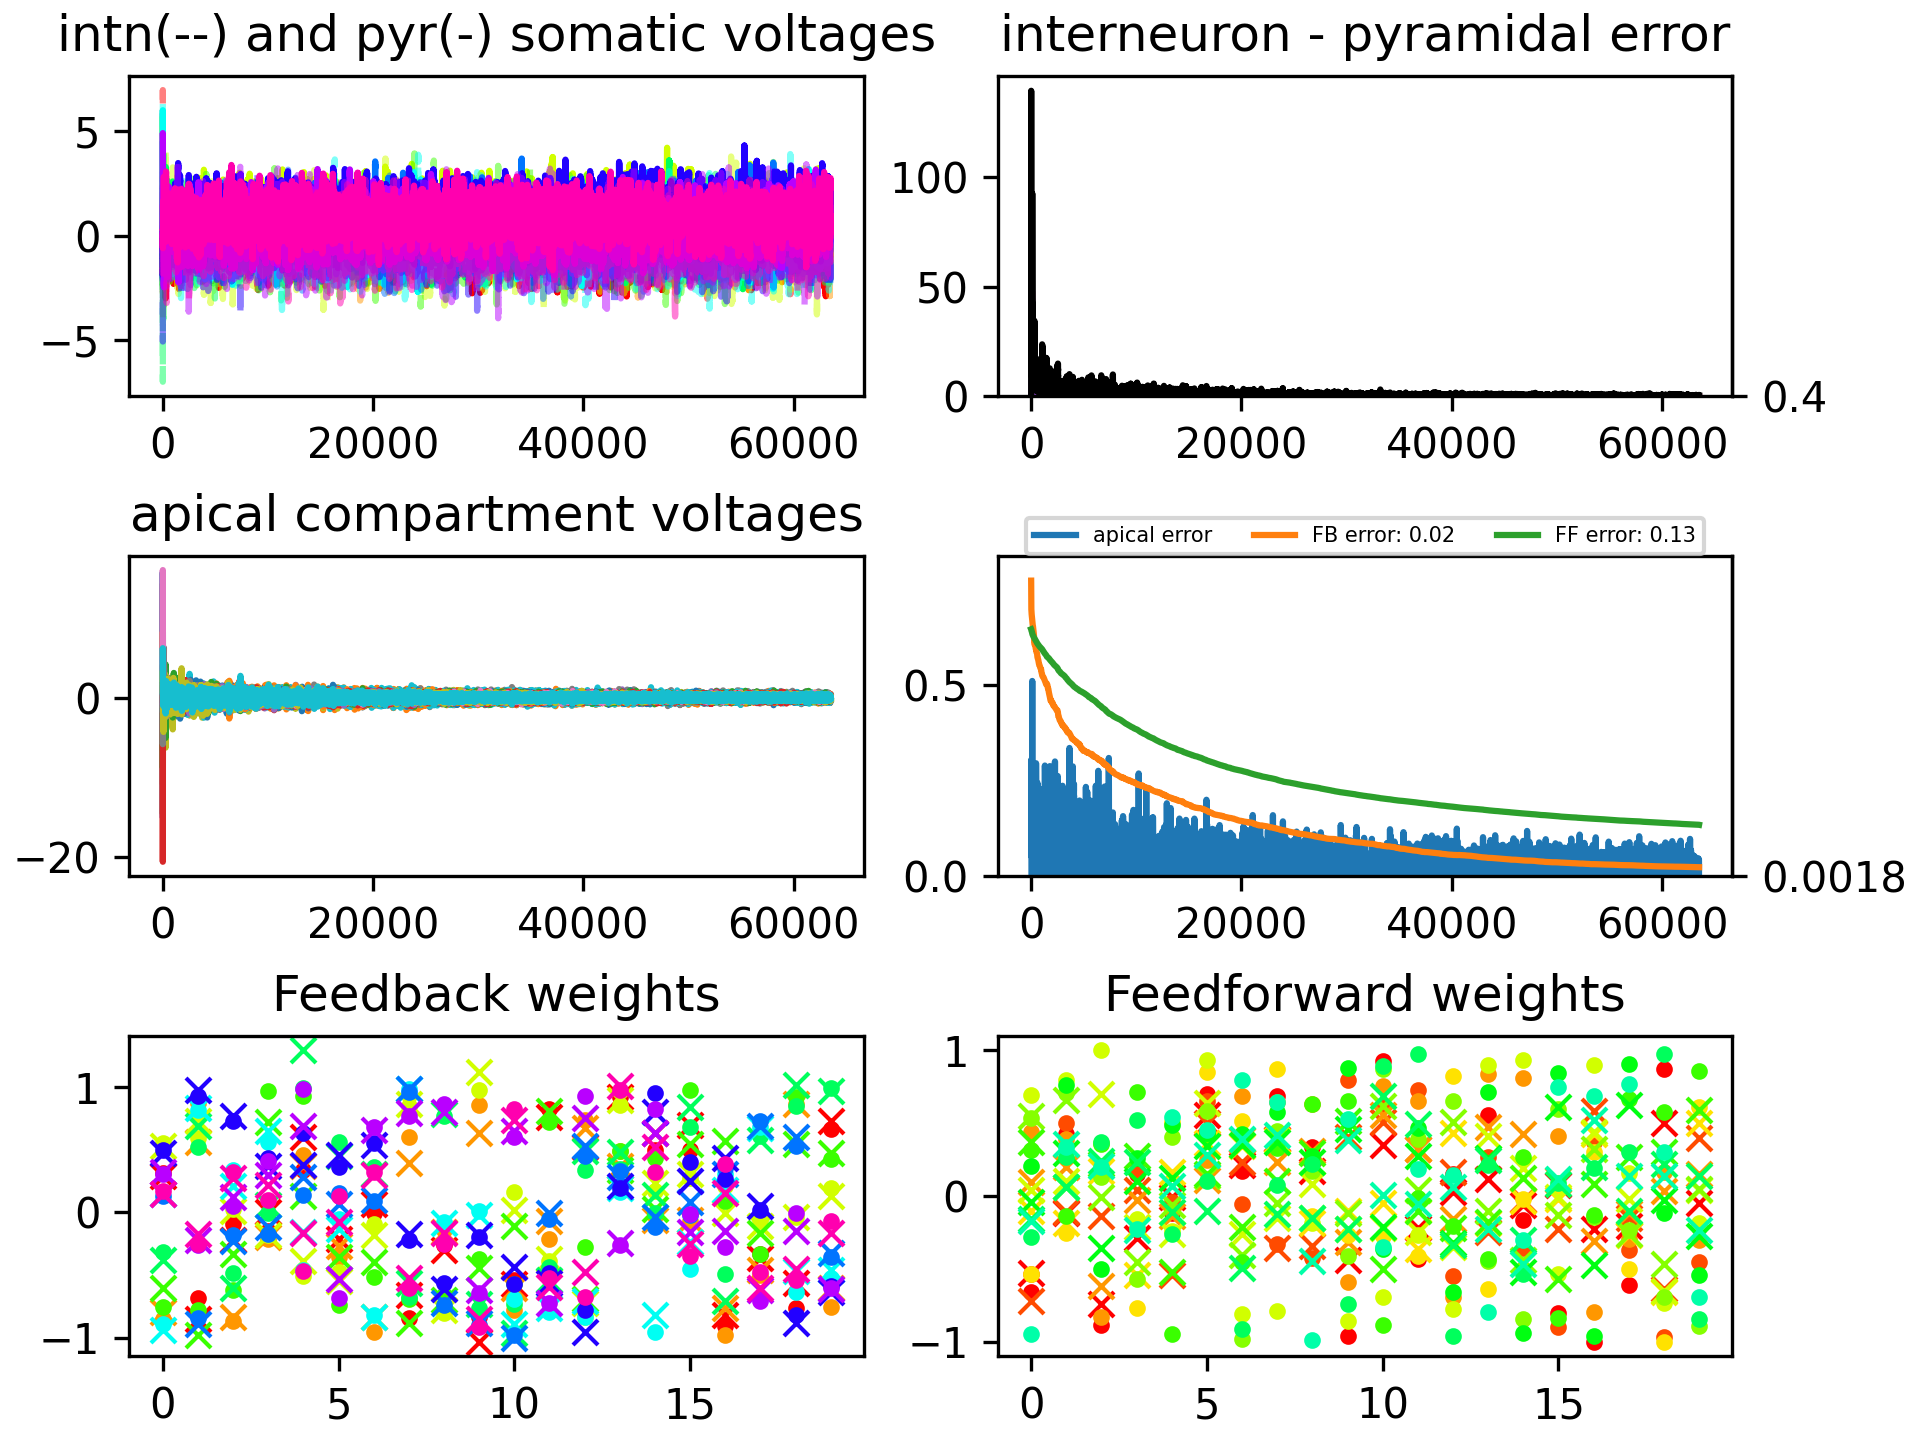 intn(--) and pyr(-) somatic voltages
5
0
−5
0 20000 40000 60000
interneuron - pyramidal error
100
50
0
0.4
0 20000 40000 60000
apical compartment voltages
0
−20
0 20000 40000 60000
apical error FB error: 0.02 FF error: 0.13
0.5
0.0
0.0018
0 20000 40000 60000
Feedback weights
1
0
−1
0 5 10 15
Feedforward weights
1
0
−1
0 5 10 15